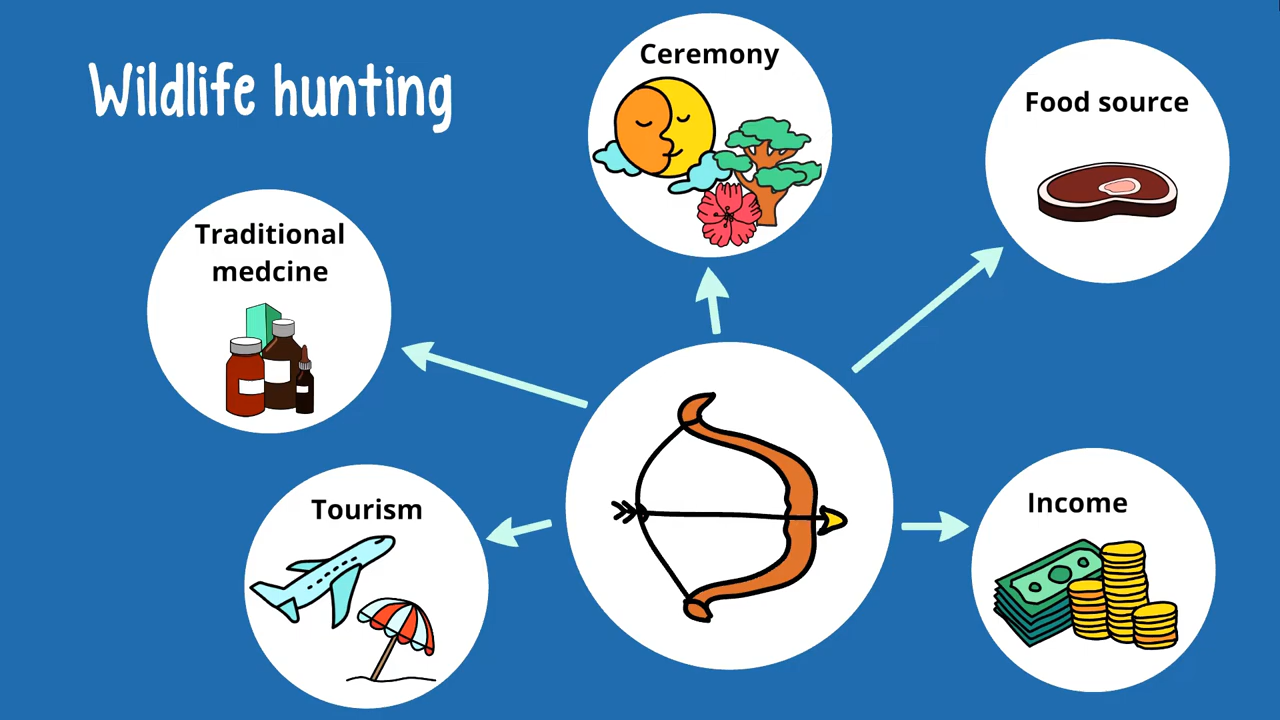 Wildlife hunting
Ceremony
Food source
Traditional
medcine
Tourism
Income